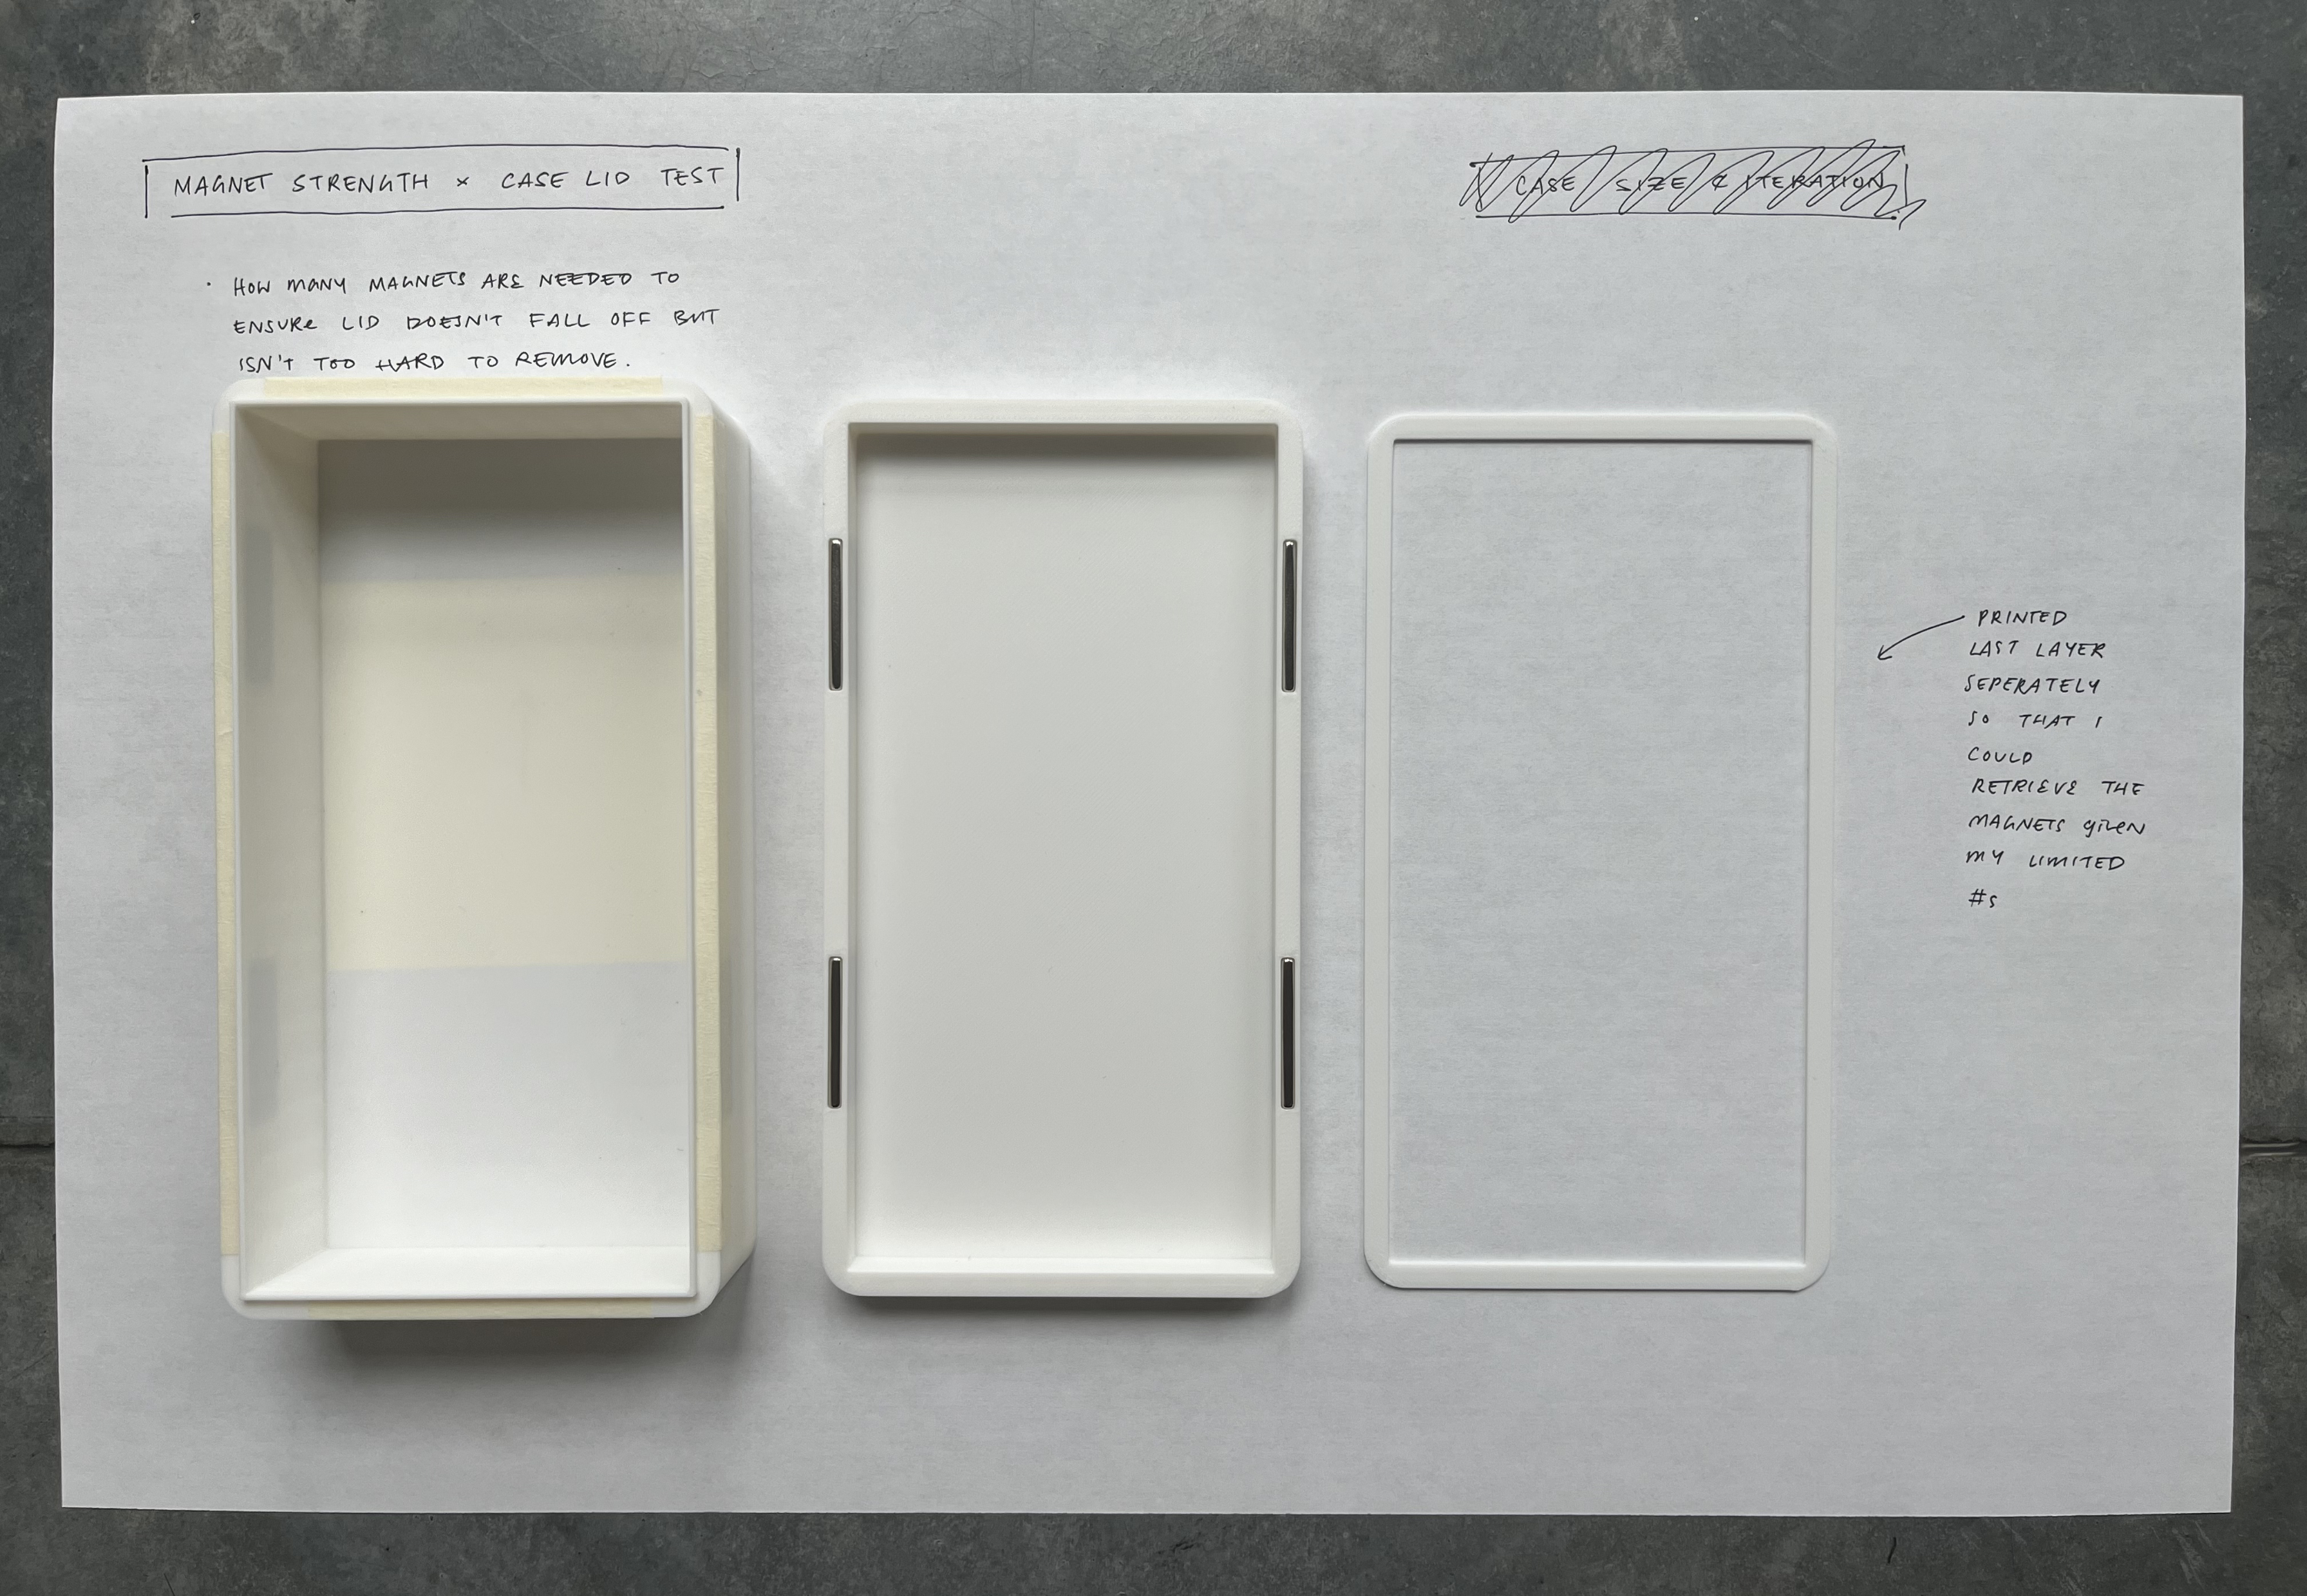 MAGNET STRENGTH × CASE LID TEST
CASE SIZE & ITERATION
· HOW MANY MAGNETS ARE NEEDED TO
ENSURE LID DOESN'T FALL OFF BUT
ISN'T TOO HARD TO REMOVE.
PRINTED
LAST LAYER
SEPERATELY
SO THAT I
COULD
RETRIEVE THE
MAGNETS GIVEN
MY LIMITED
#s